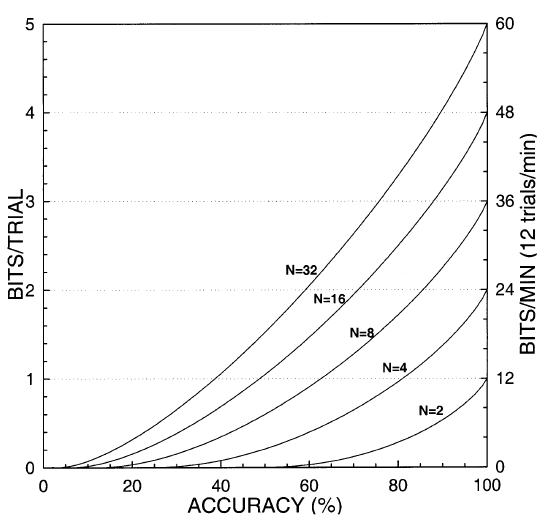 5
4
3
2
1
0
BITS/TRIAL
60
48
36
24
12
0
BITS/MIN (12 trials/min)
N=32
N=16
N=8
N=4
N=2
0 20 40 60 80 100
ACCURACY (%)